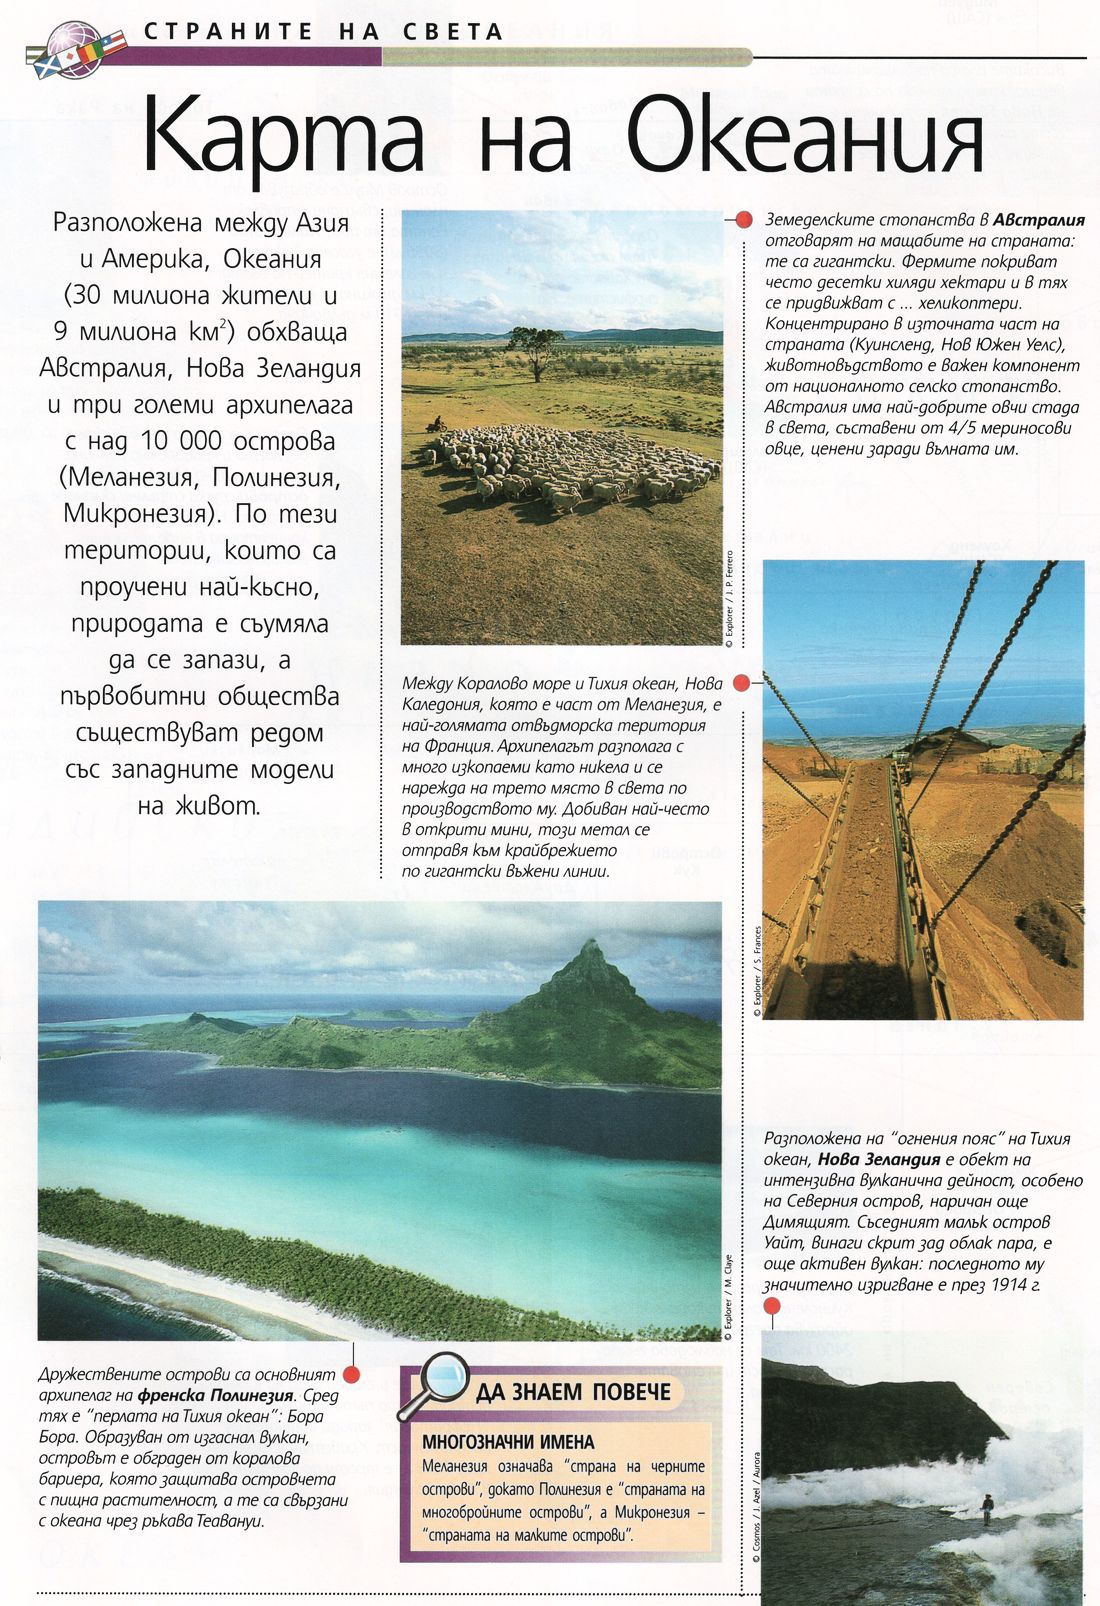 СТРАНИТЕ НА СВЕТА
Карта на Океания
Разположена между Азия
и Америка, Океания
(30 милиона жители и
9 милиона km²) обхваща
Австралия, Нова Зеландия
и три големи архипелага
с над 10 000 острова
(Меланезия, Полинезия,
Микронезия). По тези
територии, които са
проучени най-късно,
природата е съумяла
да се запази, а
първобитни общества
съществуват редом
със западните модели
на живот.
© Explorer / J. P. Ferrero
Земеделските стопанства в Австралия
отговарят на мащабите на страната:
те са гигантски. Фермите покриват
често десетки хиляди хектари и в тях
се придвижват с ... хеликоптери.
Концентрирано в източната част на
страната (Куинсленд, Нов Южен Уелс),
животновъдството е важен компонент
от националното селско стопанство.
Австралия има най-добрите овчи стада
в света, съставени от 4/5 мериносови
овце, ценени заради вълната им.
Между Коралово море и Тихия океан, Нова
Каледония, която е част от Меланезия, е
най-голямата отвъдморска територия
на Франция. Архипелагът разполага с
много изкопаеми като никела и се
нарежда на трето място в света по
производството му. Добиван най-често
в открити мини, този метал се
отправя към крайбрежието
по гигантски въжени линии.
© Explorer / S. Frances
© Explorer / M. Claye
Разположена на “огнения пояс” на Тихия
океан, Нова Зеландия е обект на
интензивна вулканична дейност, особено
на Северния остров, наричан още
Димящият. Съседният малък остров
Уайт, винаги скрит зад облак пара, е
още активен вулкан: последното му
значително изригване е през 1914 г.
Дружествените острови са основният
архипелаг на френска Полинезия. Сред
тях е “перлата на Тихия океан”: Бора
Бора. Образуван от изгаснал вулкан,
островът е обграден от коралова
бариера, която защитава островчета
с пищна растителност, а те са свързани
с океана чрез ръкава Теавануи.
ДА ЗНАЕМ ПОВЕЧЕ
МНОГОЗНАЧНИ ИМЕНА
Меланезия означава “страна на черните
острови”, докато Полинезия е “страната на
многобройните острови”, а Микронезия –
“страната на малките острови”.
© Cosmos / J. Azel / Aurora